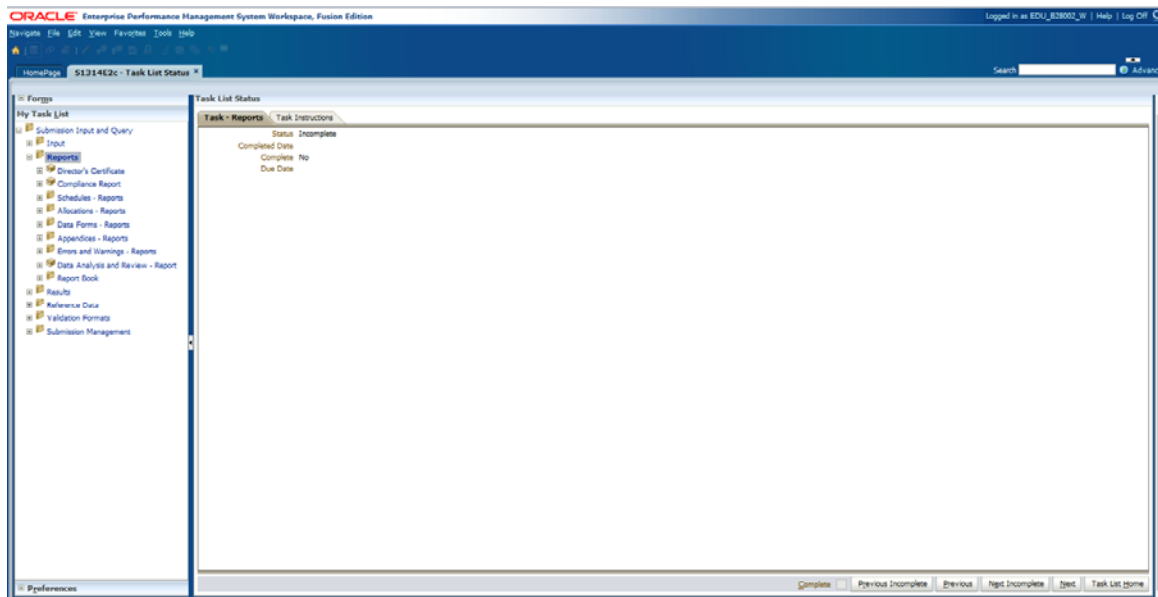 ORACLE Enterprise Performance Management System Workspace, Fusion Edition
Logged in as EDU_B28002_W | Help | Log Off
Navigate File Edit View Favorites Tools Help
HomePage S1314E2c - Task List Status
Search Advanc
Forms
Task List Status
My Task List
Task - Reports Task Instructions
Submission Input and Query
Status Incomplete
Input
Completed Date
Reports
Complete No
Director's Certificate
Due Date
Compliance Report
Schedules - Reports
Allocations - Reports
Data Forms - Reports
Appendices - Reports
Errors and Warnings - Reports
Data Analysis and Review - Report
Report Book
Results
Reference Data
Validation Formats
Submission Management
Preferences
Complete Previous Incomplete Previous Next Incomplete Next Task List Home